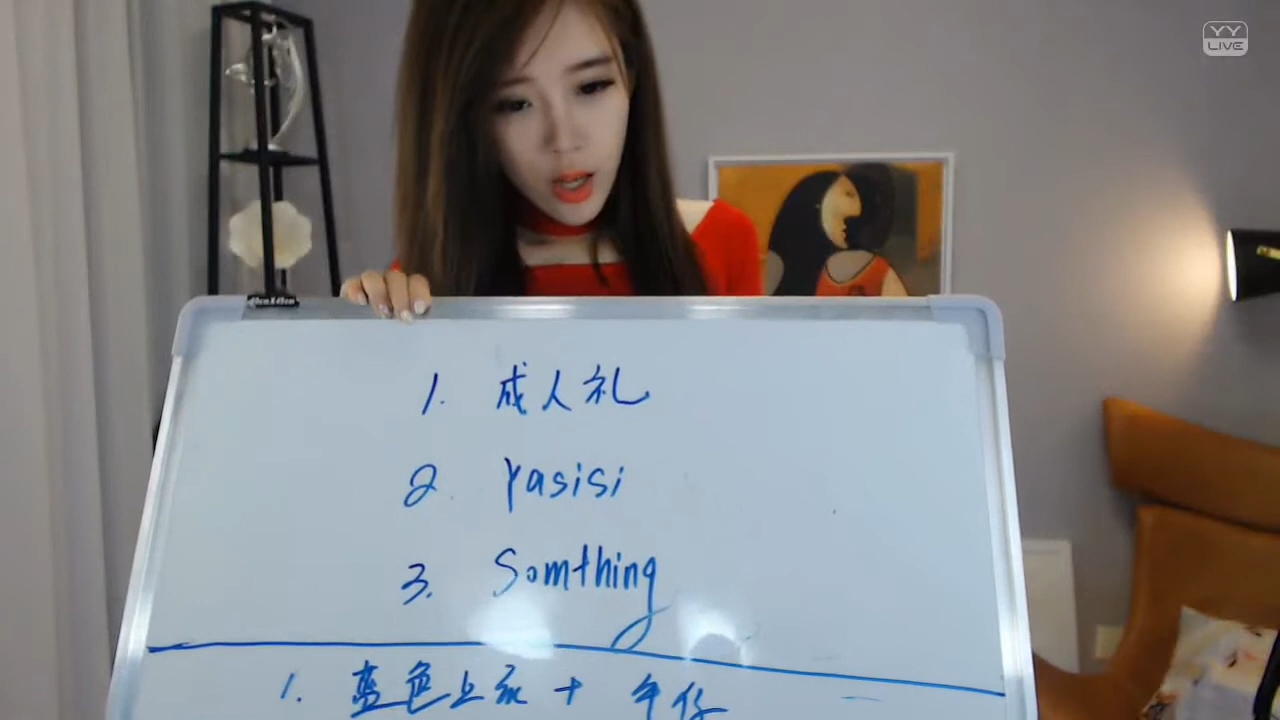 YY
LIVE
1. 成人礼
2. Yasisi
3. Somthing
1. 蓝色上衣 + 牛仔